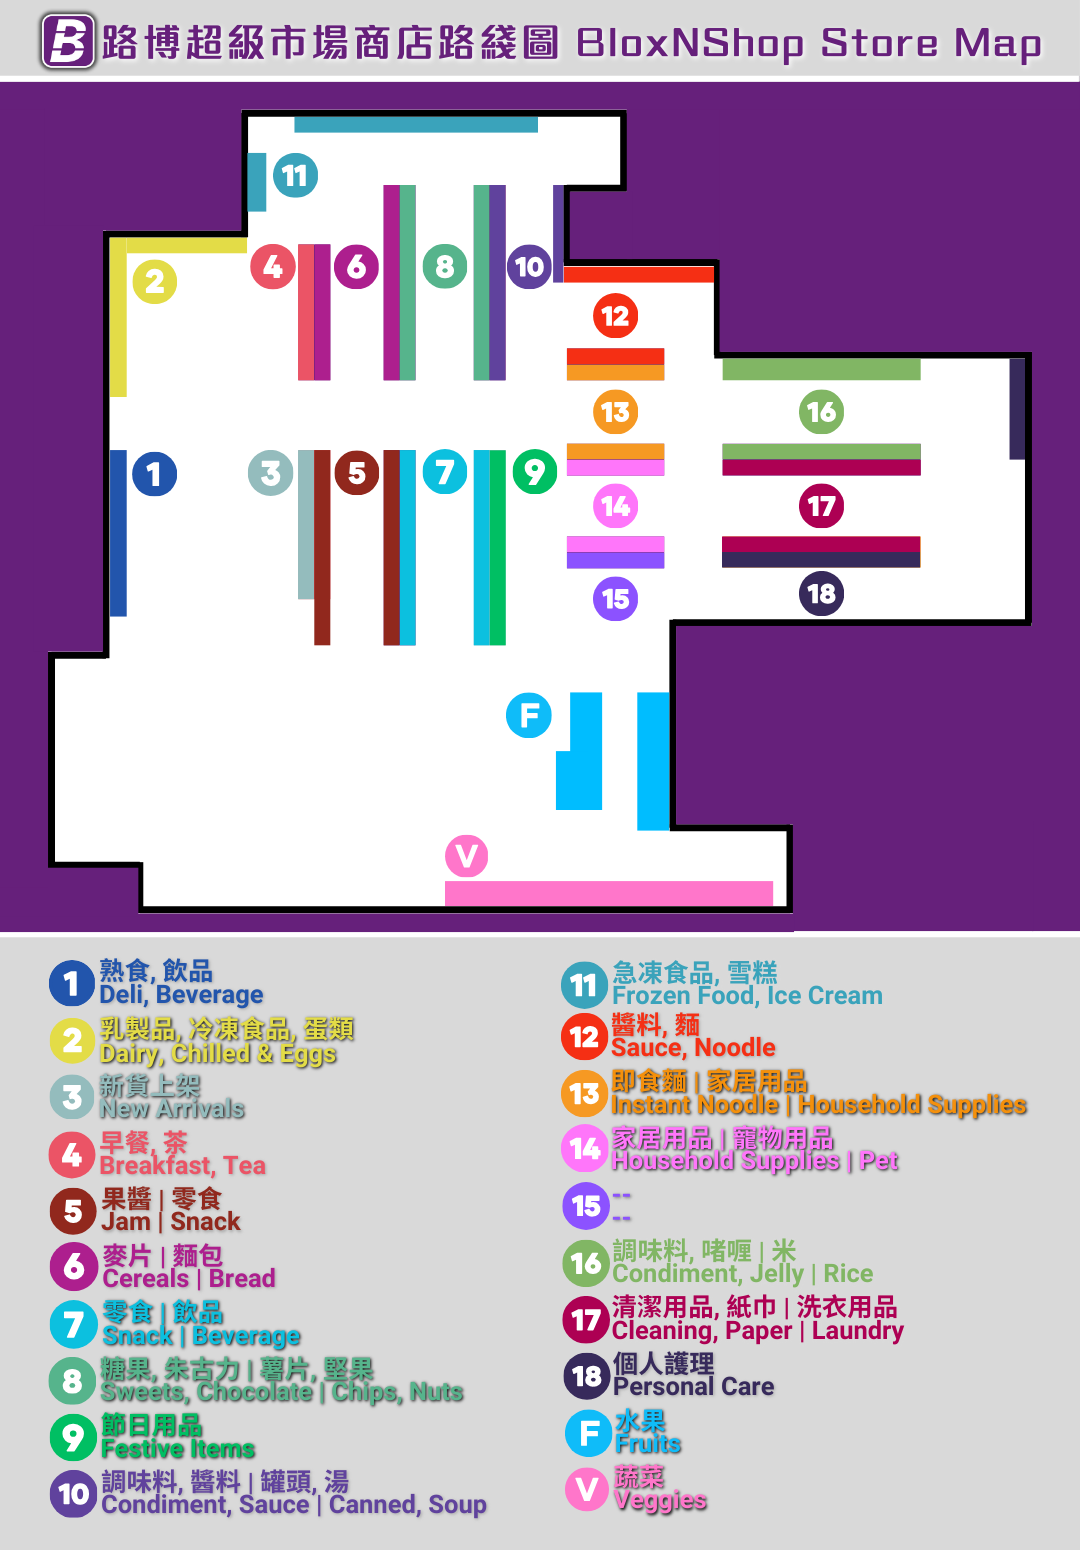 B 路博超級市場商店路綫圖 BloxNShop Store Map
11
4 6 8 10
2
12
13 16
1 3 5 7 9
14 17
15 18
F
V
1 熟食, 飲品
Deli, Beverage
2 乳製品, 冷凍食品, 蛋類
Dairy, Chilled & Eggs
3 新貨上架
New Arrivals
4 早餐, 茶
Breakfast, Tea
5 果醬 | 零食
Jam | Snack
6 麥片 | 麵包
Cereals | Bread
7 零食 | 飲品
Snack | Beverage
8 糖果, 朱古力 | 薯片, 堅果
Sweets, Chocolate | Chips, Nuts
9 節日用品
Festive Items
10 調味料, 醬料 | 罐頭, 湯
Condiment, Sauce | Canned, Soup
11 急凍食品, 雪糕
Frozen Food, Ice Cream
12 醬料, 麵
Sauce, Noodle
13 即食麵 | 家居用品
Instant Noodle | Household Supplies
14 家居用品 | 寵物用品
Household Supplies | Pet
15 --
--
16 調味料, 啫喱 | 米
Condiment, Jelly | Rice
17 清潔用品, 紙巾 | 洗衣用品
Cleaning, Paper | Laundry
18 個人護理
Personal Care
F 水果
Fruits
V 蔬菜
Veggies